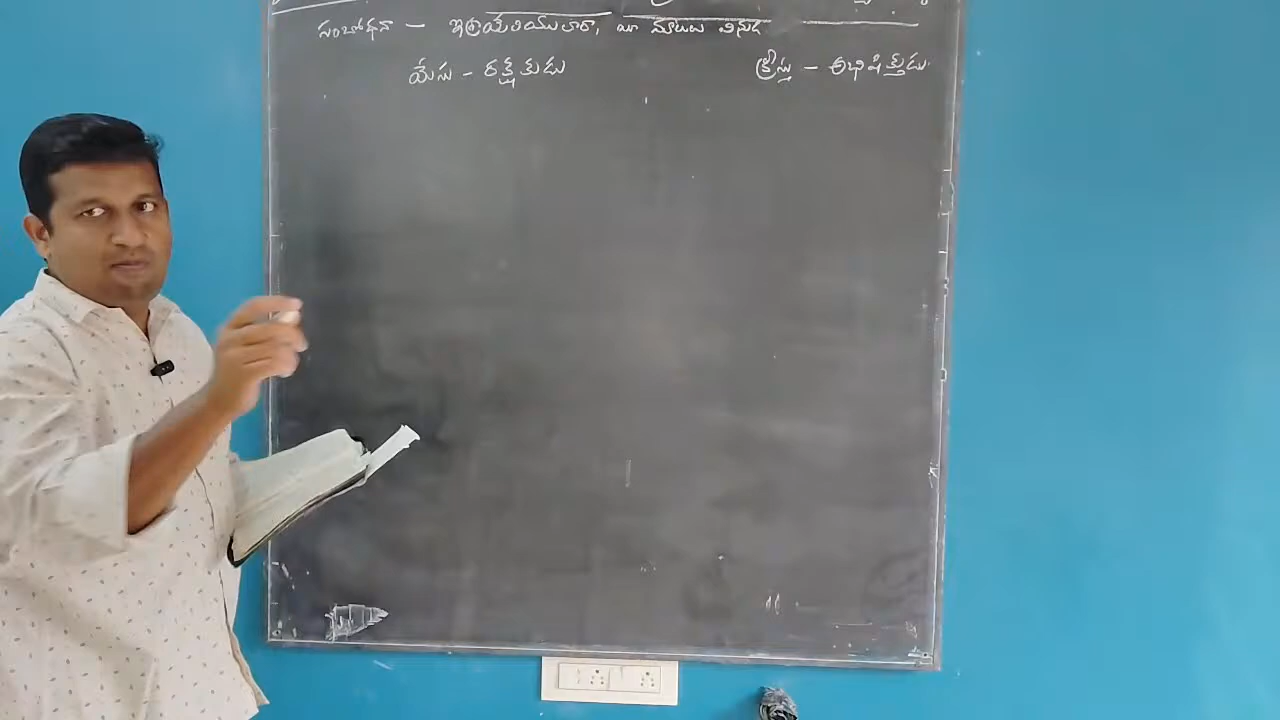 సంబోధనా - ఇశ్రాయేలీయులారా, ఈ మాటలు వినుడి
యేసు - రక్షకుడు క్రీస్తు - అభిషిక్తుడు